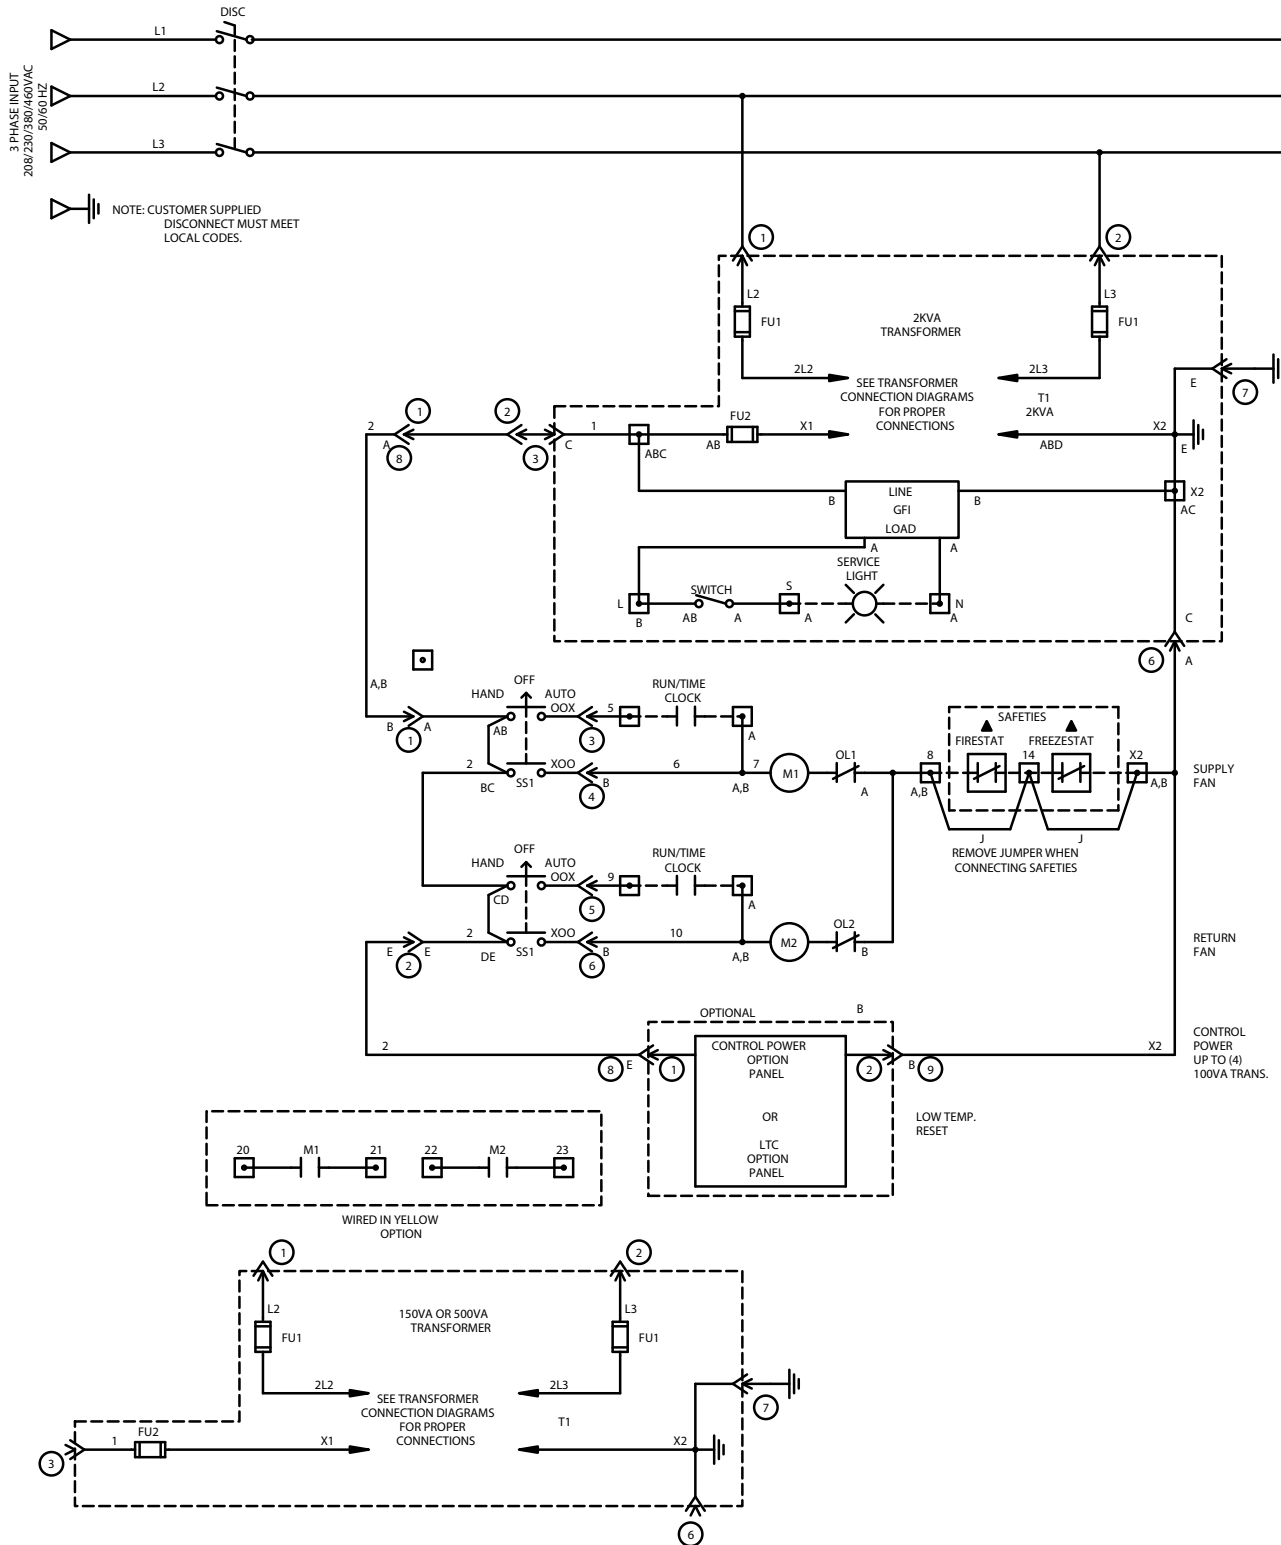 DISC
L1
L2
L3
3 PHASE INPUT
208/230/380/460VAC
50/60 HZ
NOTE: CUSTOMER SUPPLIED
DISCONNECT MUST MEET
LOCAL CODES.
1
2
L2
L3
FU1
2KVA
TRANSFORMER
FU1
2L2
2L3
SEE TRANSFORMER
CONNECTION DIAGRAMS
FOR PROPER
CONNECTIONS
T1
2KVA
E
7
1
2
2
A
8
3
C
1
ABC
FU2
AB
X1
ABD
X2
E
B
LINE
GFI
LOAD
B
X2
AC
A
A
SERVICE
LIGHT
L
B
SWITCH
AB
A
S
A
N
A
C
6
A
A,B
HAND
OFF
AUTO
OOX
5
RUN/TIME
CLOCK
B
A
1
AB
3
A
SAFETIES
FIRESTAT
FREEZESTAT
2
BC
SS1
XOO
B
4
6
7
A,B
M1
OL1
A
8
A,B
14
X2
A,B
SUPPLY
FAN
J
J
REMOVE JUMPER WHEN
CONNECTING SAFETIES
HAND
OFF
AUTO
OOX
9
RUN/TIME
CLOCK
CD
5
A
E
E
2
2
DE
SS1
XOO
B
6
10
A,B
M2
OL2
B
RETURN
FAN
OPTIONAL
B
2
8
E
1
CONTROL POWER
OPTION
PANEL
OR
LTC
OPTION
PANEL
2
B
9
X2
CONTROL
POWER
UP TO (4)
100VA TRANS.
LOW TEMP.
RESET
20
M1
21
22
M2
23
WIRED IN YELLOW
OPTION
1
2
L2
L3
FU1
150VA OR 500VA
TRANSFORMER
FU1
2L2
2L3
SEE TRANSFORMER
CONNECTION DIAGRAMS
FOR PROPER
CONNECTIONS
T1
7
3
1
FU2
X1
X2
6